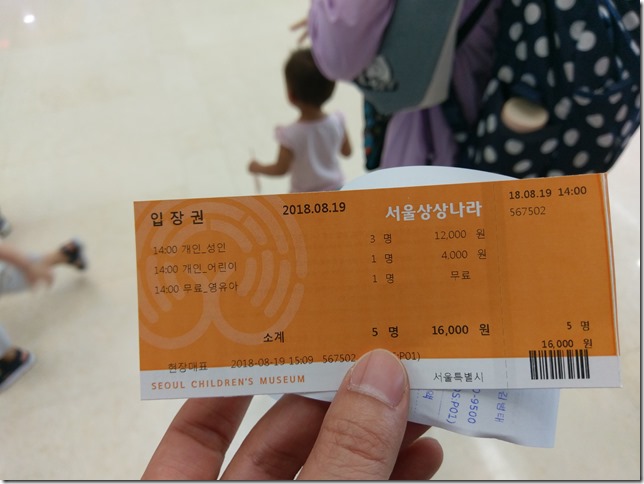 입장권 2018.08.19 서울상상나라 18.08.19 14:00
567502
14:00 개인_성인 3 명 12,000 원
14:00 개인_어린이 1 명 4,000 원
14:00 무료_영유아 1 명 무료
소계 5 명 16,000 원
5 명
16,000 원
현장매표 2018-08-19 15:09 567502 P01)
SEOUL CHILDREN'S MUSEUM 서울특별시
-9500
P01)